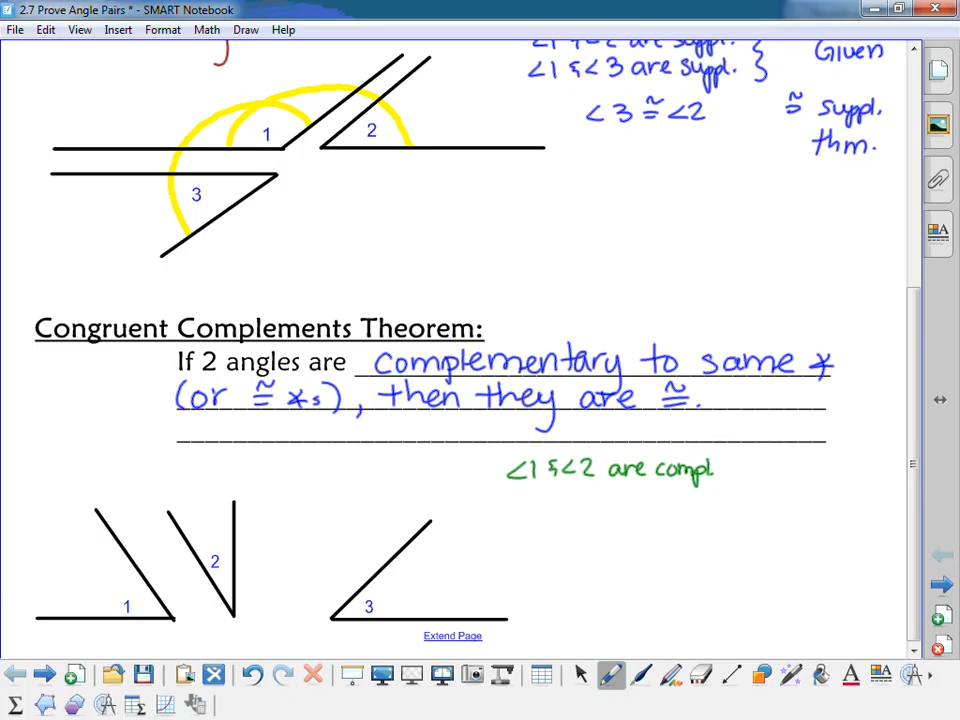 2.7 Prove Angle Pairs * - SMART Notebook
File Edit View Insert Format Math Draw Help
∠1 & ∠2 are suppl. } Given
∠1 & ∠3 are suppl.
∠3 ≅ ∠2 ≅ suppl. thm.
1
2
3
Congruent Complements Theorem:
If 2 angles are complementary to same ∡
(or ≅ ∡s), then they are ≅.
∠1 & ∠2 are compl
2
1
3
Extend Page